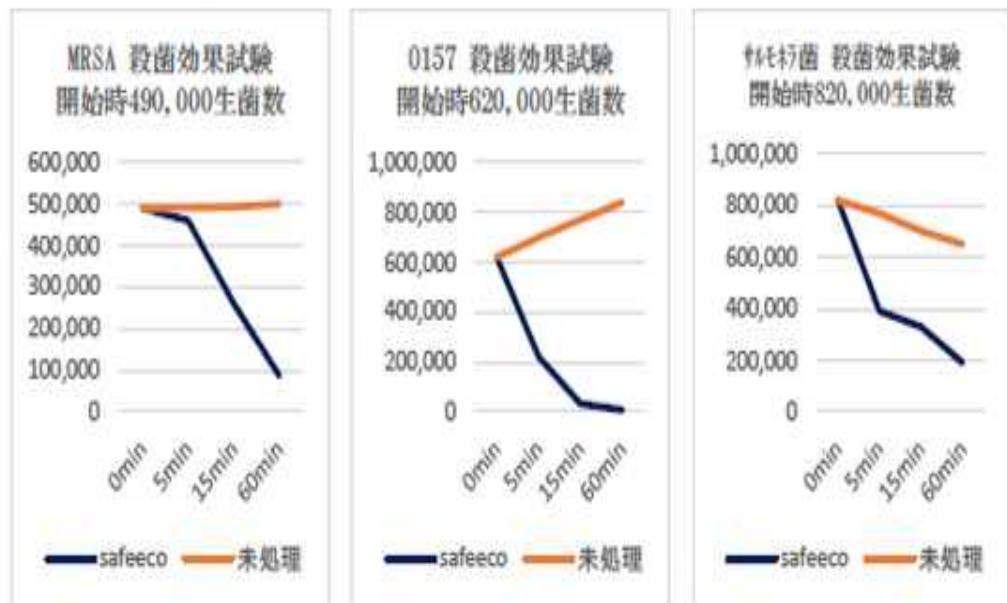 MRSA 殺菌効果試験
開始時490,000生菌数
600,000
500,000
400,000
300,000
200,000
100,000
0
0min
5min
15min
60min
safeeco
未処理
O157 殺菌効果試験
開始時620,000生菌数
1,000,000
800,000
600,000
400,000
200,000
0
0min
5min
15min
60min
safeeco
未処理
ｻﾙﾓﾈﾗ菌 殺菌効果試験
開始時820,000生菌数
1,000,000
800,000
600,000
400,000
200,000
0
0min
5min
15min
60min
safeeco
未処理